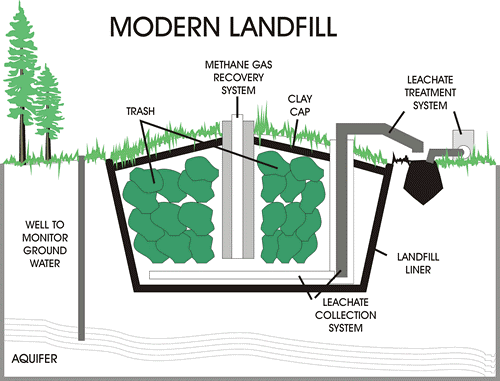 MODERN LANDFILL
METHANE GAS
RECOVERY
SYSTEM
LEACHATE
TREATMENT
SYSTEM
TRASH
CLAY
CAP
WELL TO
MONITOR
GROUND
WATER
LANDFILL
LINER
LEACHATE
COLLECTION
SYSTEM
AQUIFER